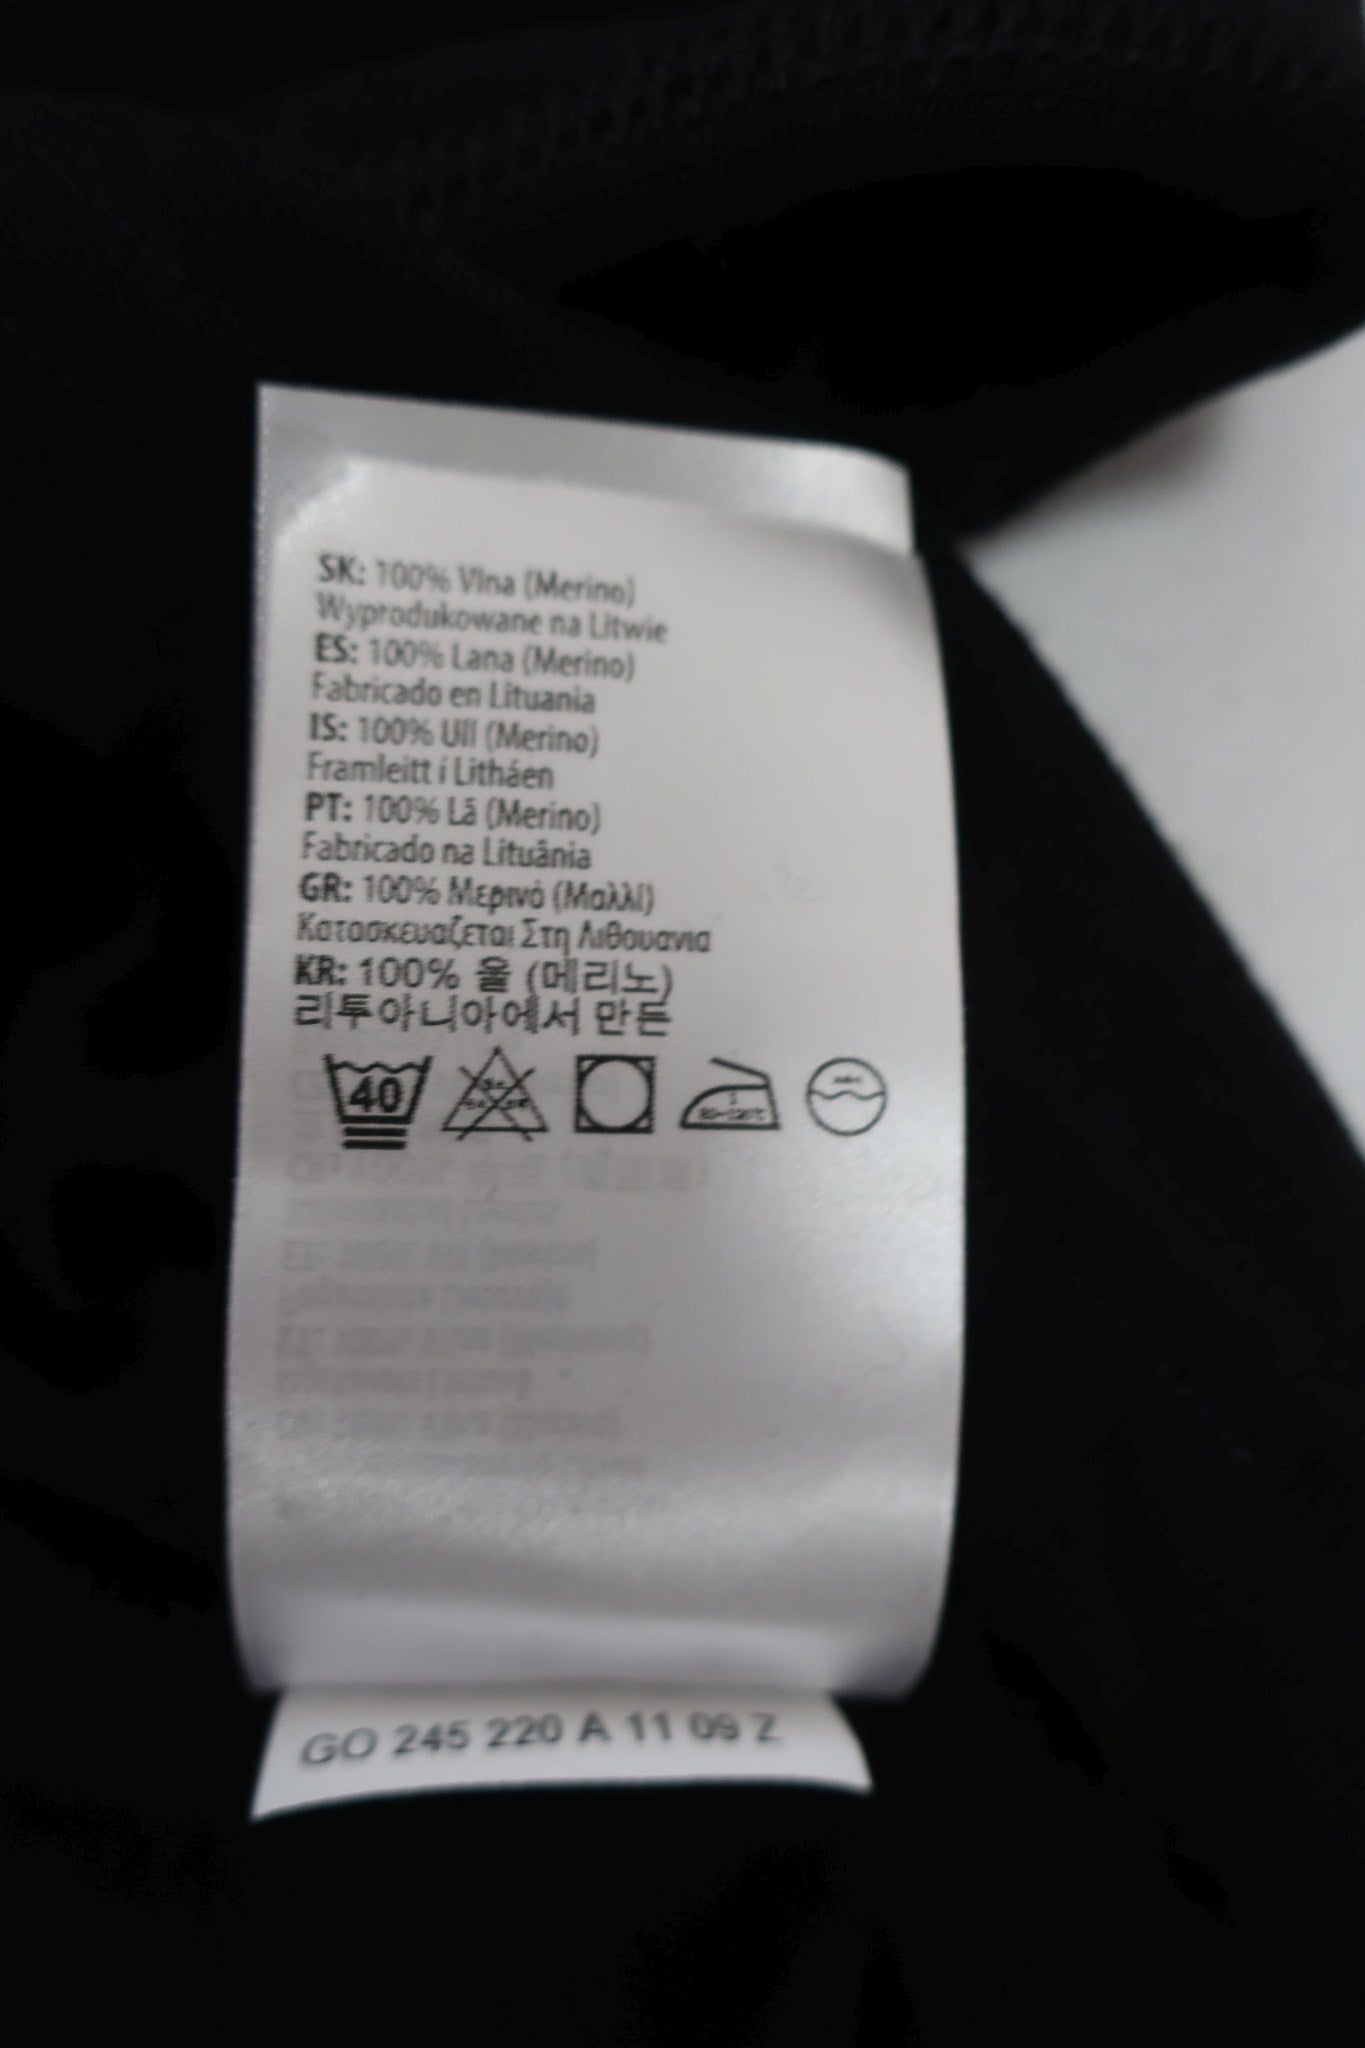 SK: 100% Vlna (Merino)
Wyprodukowane na Litwie
ES: 100% Lana (Merino)
Fabricado en Lituania
IS: 100% Ull (Merino)
Framleitt í Litháen
PT: 100% Lã (Merino)
Fabricado na Lituânia
GR: 100% Μερινό (Μαλλί)
Κατασκευαζεται Στη Λιθουανια
KR: 100% 울 (메리노)
리투아니아에서 만든
40
GO 245 220 A 11 09 Z